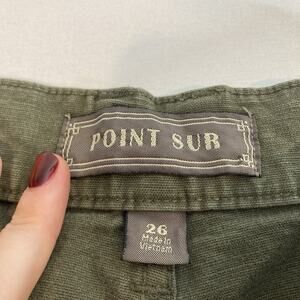 POINT SUR
26
Made in
Vietnam